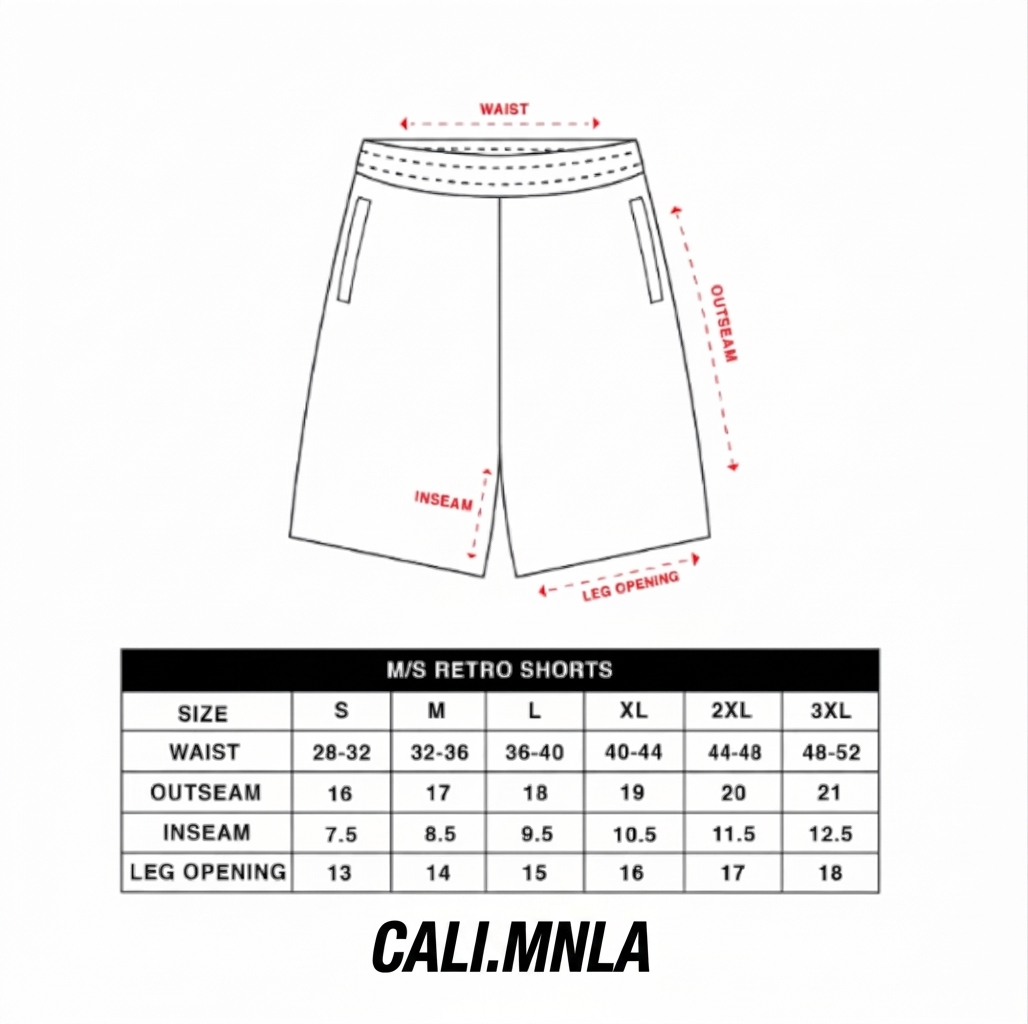 WAIST
OUTSEAM
INSEAM
LEG OPENING
M/S RETRO SHORTS
SIZE S M L XL 2XL 3XL
WAIST 28-32 32-36 36-40 40-44 44-48 48-52
OUTSEAM 16 17 18 19 20 21
INSEAM 7.5 8.5 9.5 10.5 11.5 12.5
LEG OPENING 13 14 15 16 17 18
CALI.MNLA